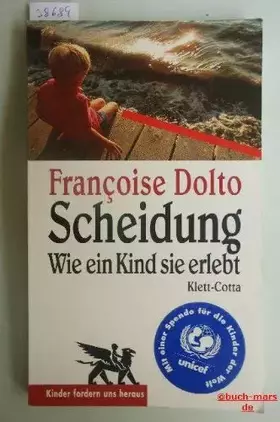 38684
Françoise Dolto
Scheidung
Wie ein Kind sie erlebt
Klett-Cotta
Mit einer Spende für die Kinder der Welt
unicef
Kinder fordern uns heraus
©buch-mars
de